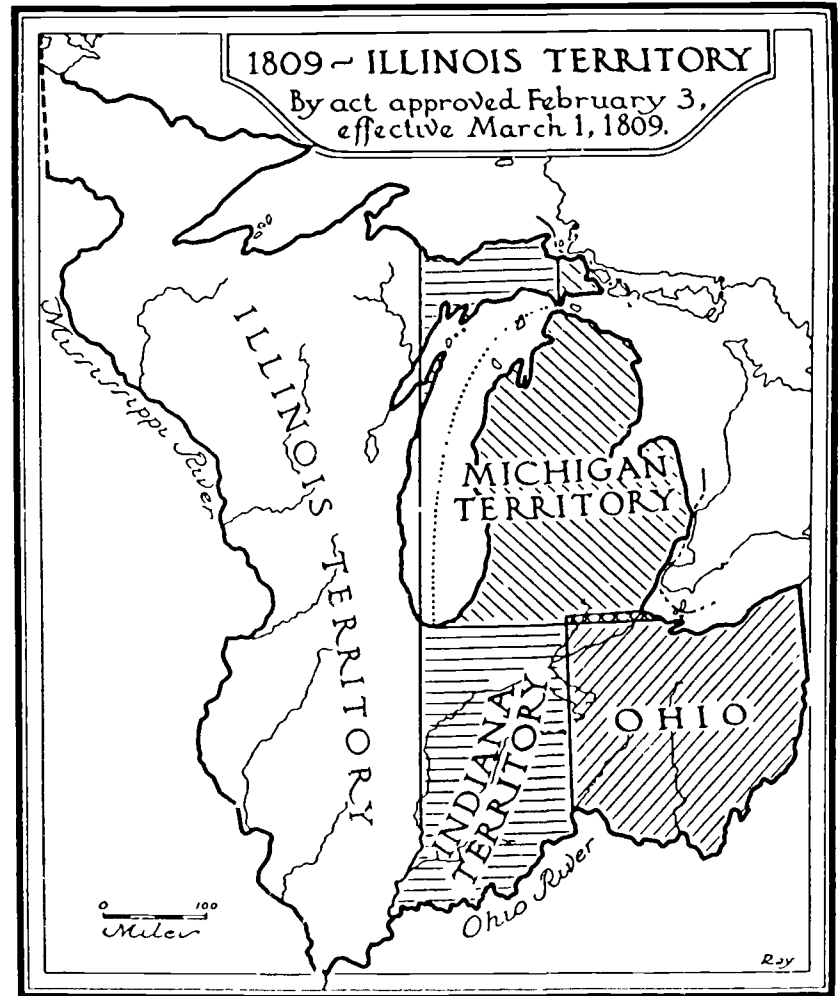 1809~ILLINOIS TERRITORY
By act approved February 3,
effective March 1, 1809.
Mississippi River
ILLINOIS TERRITORY
MICHIGAN
TERRITORY
OHIO
INDIANA
TERRITORY
Ohio River
0 100
Miles
Ray